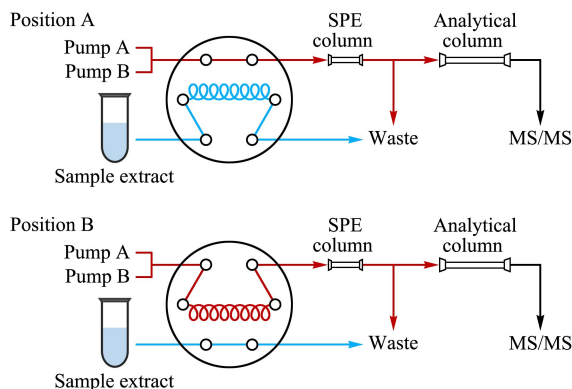 Position A
Pump A
Pump B
SPE
column
Analytical
column
Waste
MS/MS
Sample extract
Position B
Pump A
Pump B
SPE
column
Analytical
column
Waste
MS/MS
Sample extract